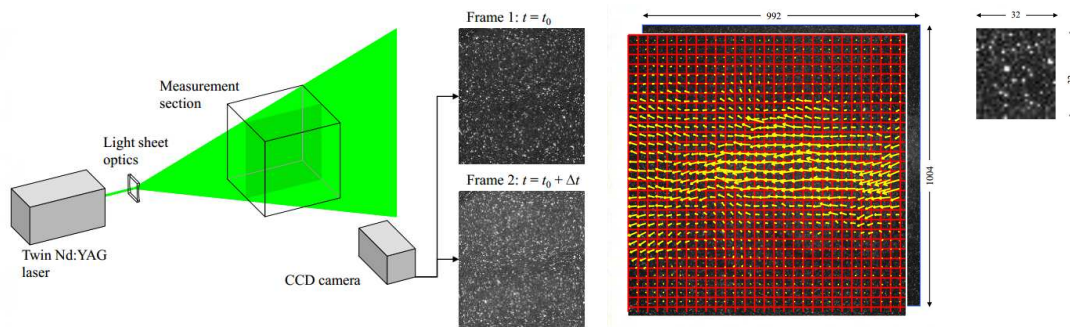 Frame 1: t = t0
Measurement
section
Light sheet
optics
Twin Nd:YAG
laser
CCD camera
Frame 2: t = t0 + Δt
992
1004
32